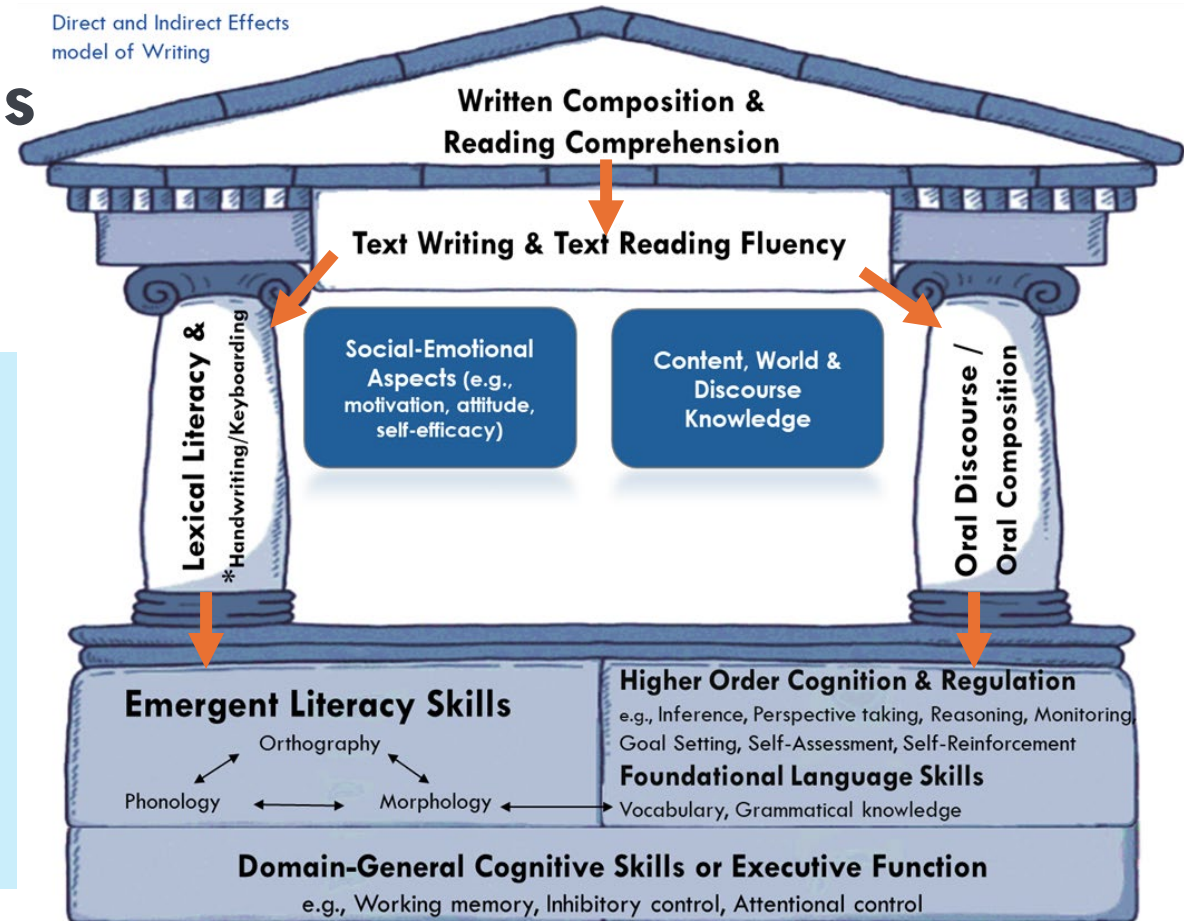 Direct and Indirect Effects
model of Writing
s
Written Composition &
Reading Comprehension
Text Writing & Text Reading Fluency
Lexical Literacy &
*Handwriting/Keyboarding
Social-Emotional
Aspects (e.g.,
motivation, attitude,
self-efficacy)
Content, World &
Discourse
Knowledge
Oral Discourse /
Oral Composition
Emergent Literacy Skills
Orthography
Phonology
Morphology
Higher Order Cognition & Regulation
e.g., Inference, Perspective taking, Reasoning, Monitoring,
Goal Setting, Self-Assessment, Self-Reinforcement
Foundational Language Skills
Vocabulary, Grammatical knowledge
Domain-General Cognitive Skills or Executive Function
e.g., Working memory, Inhibitory control, Attentional control